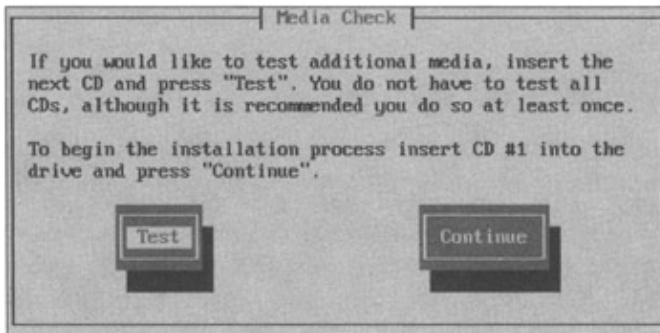 Media Check
If you would like to test additional media, insert the
next CD and press "Test". You do not have to test all
CDs, although it is recommended you do so at least once.
To begin the installation process insert CD #1 into the
drive and press "Continue".
Test
Continue